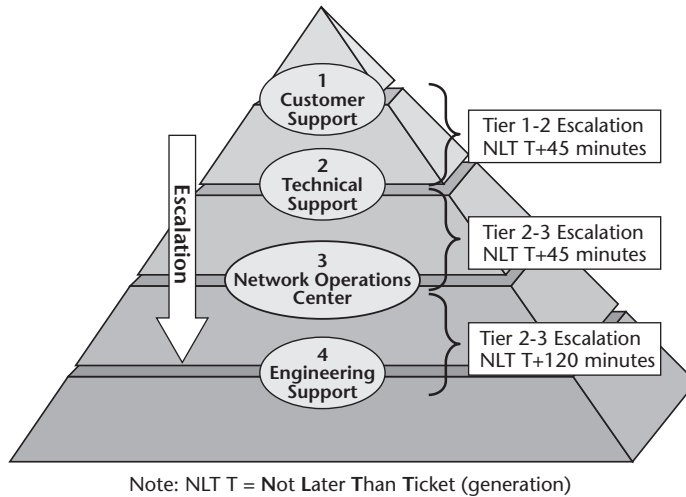 1
Customer
Support
Tier 1-2 Escalation
NLT T+45 minutes
2
Technical
Support
Escalation
Tier 2-3 Escalation
NLT T+45 minutes
3
Network Operations
Center
Tier 2-3 Escalation
NLT T+120 minutes
4
Engineering
Support
Note: NLT T = Not Later Than Ticket (generation)